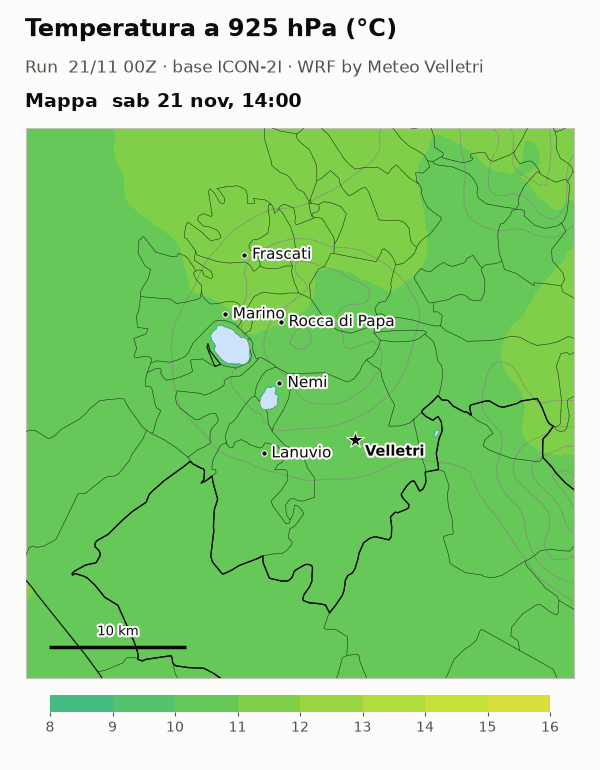 Temperatura a 925 hPa (°C)
Run  21/11 00Z · base ICON-2I · WRF by Meteo Velletri
Mappa  sab 21 nov, 14:00
Frascati
Marino
Rocca di Papa
Nemi
Velletri
Lanuvio
10 km
8 9 10 11 12 13 14 15 16